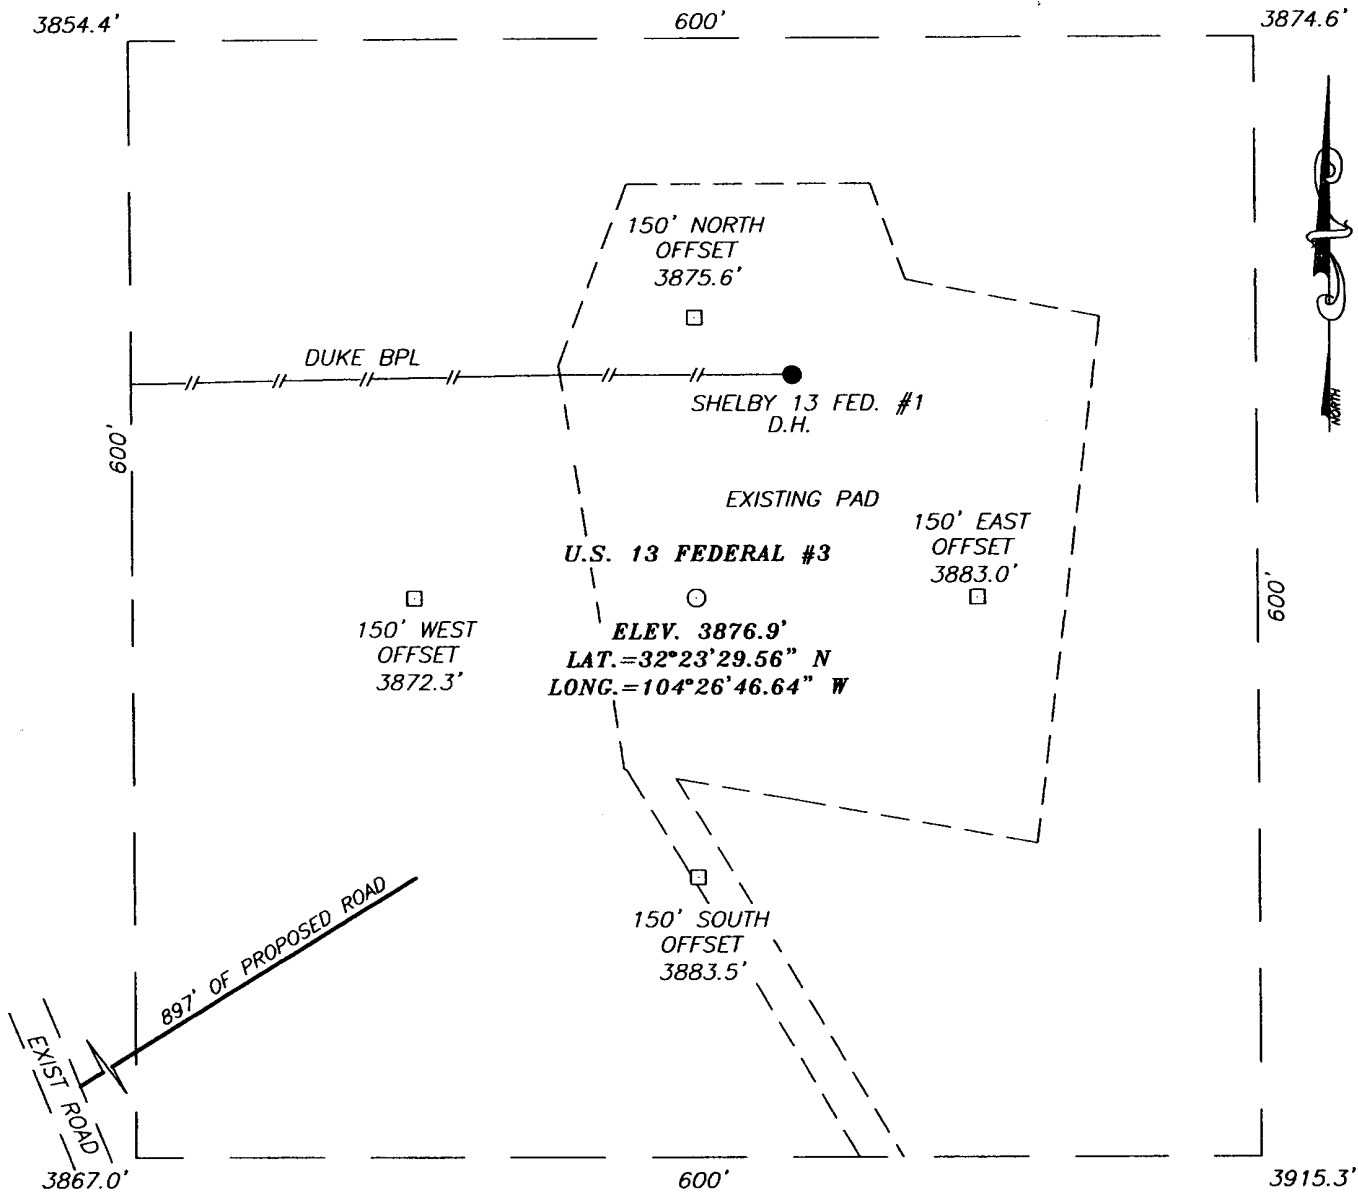 3854.4'
600'
3874.6'
150' NORTH
OFFSET
3875.6'
DUKE BPL
SHELBY 13 FED. #1
D.H.
NORTH
600'
EXISTING PAD
150' EAST
OFFSET
3883.0'
U.S. 13 FEDERAL #3
600'
150' WEST
OFFSET
3872.3'
ELEV. 3876.9'
LAT.=32°23'29.56" N
LONG.=104°26'46.64" W
150' SOUTH
OFFSET
3883.5'
897' OF PROPOSED ROAD
EXIST ROAD
3867.0'
600'
3915.3'